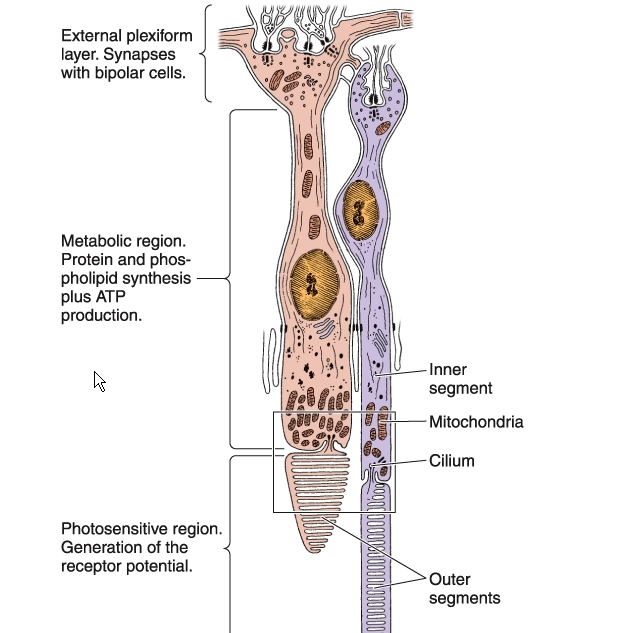 External plexiform
layer. Synapses
with bipolar cells.
Metabolic region.
Protein and phos-
pholipid synthesis
plus ATP
production.
Inner
segment
Mitochondria
Cilium
Photosensitive region.
Generation of the
receptor potential.
Outer
segments